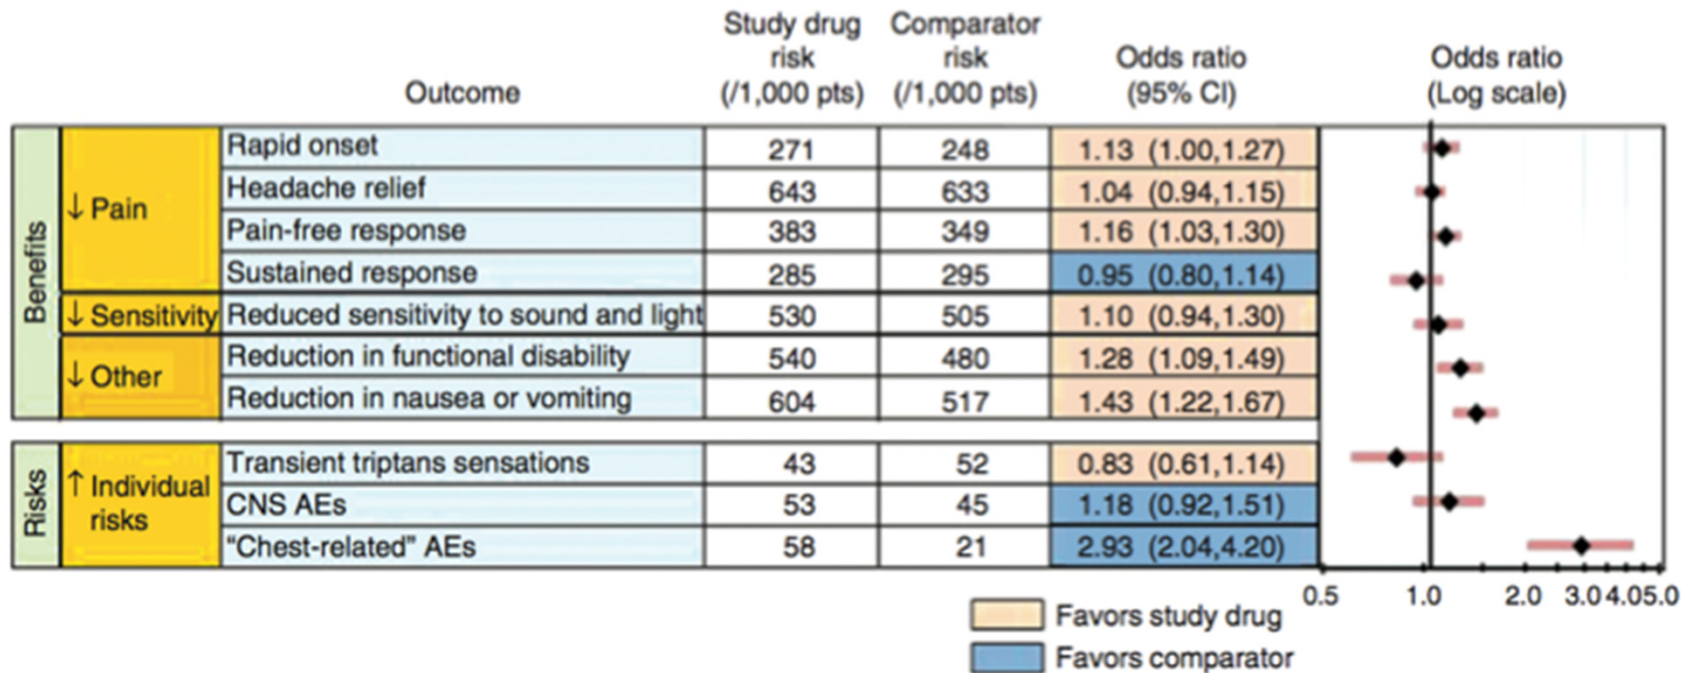 Study drug Comparator
risk risk Odds ratio Odds ratio
Outcome (/1,000 pts) (/1,000 pts) (95% CI) (Log scale)
Benefits
↓ Pain
Rapid onset 271 248 1.13 (1.00,1.27)
Headache relief 643 633 1.04 (0.94,1.15)
Pain-free response 383 349 1.16 (1.03,1.30)
Sustained response 285 295 0.95 (0.80,1.14)
↓ Sensitivity Reduced sensitivity to sound and light 530 505 1.10 (0.94,1.30)
↓ Other
Reduction in functional disability 540 480 1.28 (1.09,1.49)
Reduction in nausea or vomiting 604 517 1.43 (1.22,1.67)
Risks
↑ Individual
risks
Transient triptans sensations 43 52 0.83 (0.61,1.14)
CNS AEs 53 45 1.18 (0.92,1.51)
“Chest-related” AEs 58 21 2.93 (2.04,4.20)
0.5 1.0 2.0 3.0 4.0 5.0
Favors study drug
Favors comparator